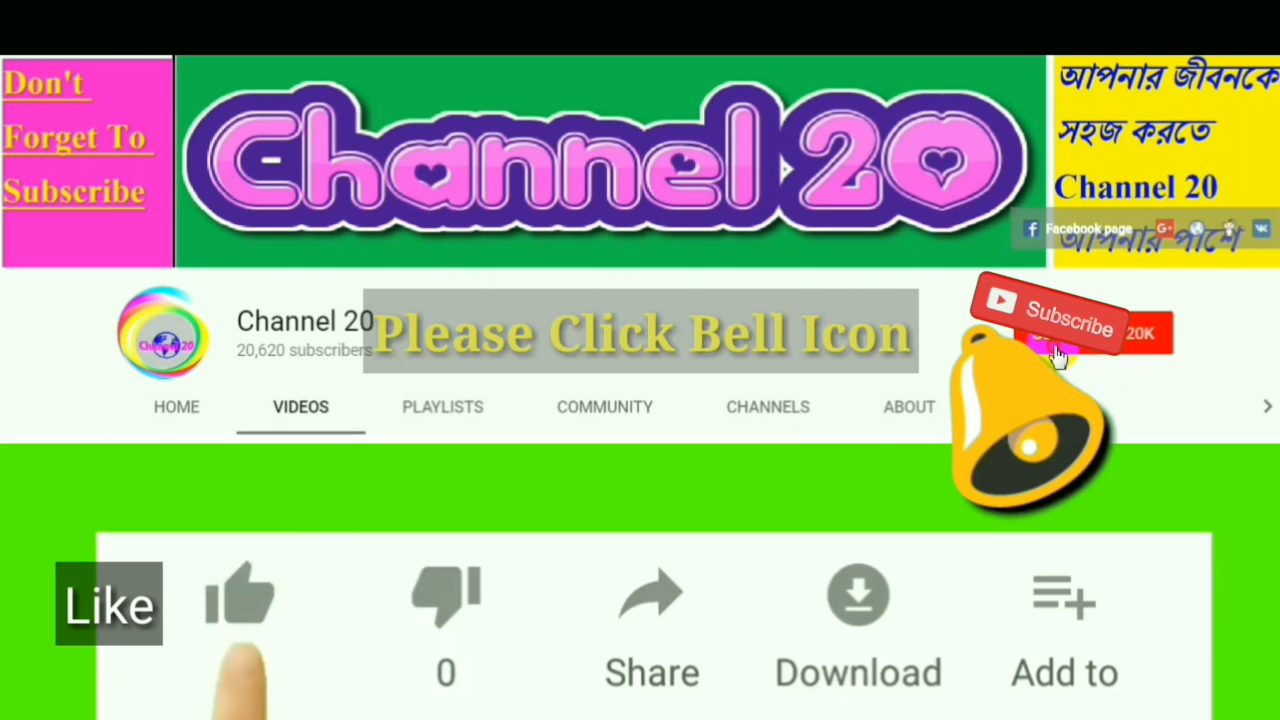 Don't
Forget To
Subscribe
Channel 20
আপনার জীবনকে
সহজ করতে
Channel 20
আপনার পাশে
Facebook page
Channel 20
20,620 subscribers
Please Click Bell Icon
Subscribe
20K
HOME
VIDEOS
PLAYLISTS
COMMUNITY
CHANNELS
ABOUT
Like
0
Share
Download
Add to